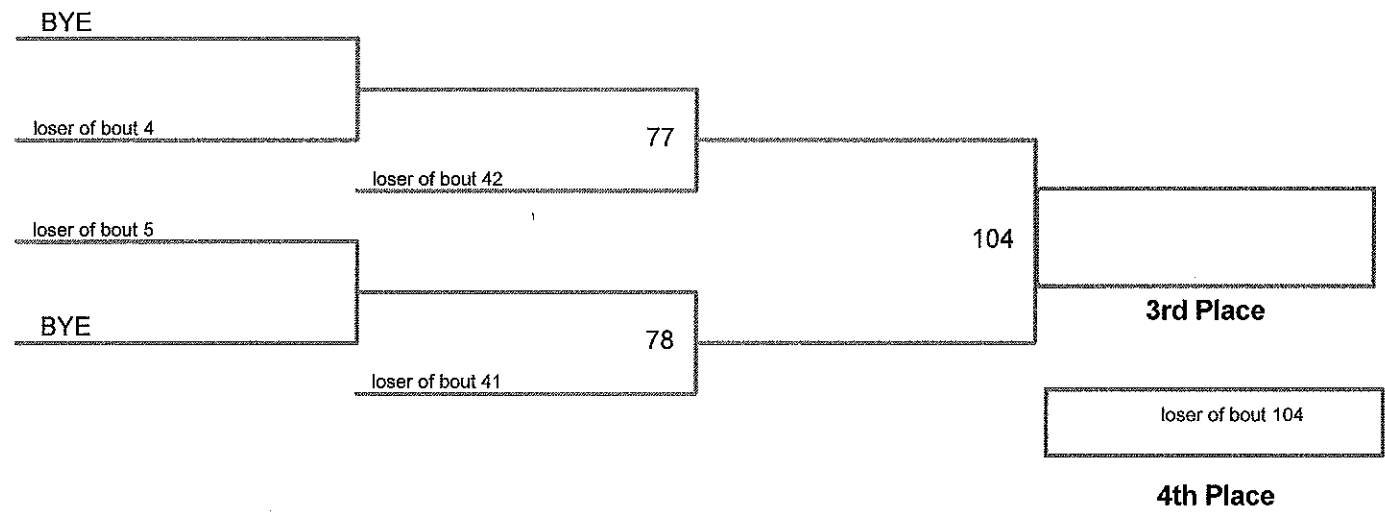 BYE
loser of bout 4
77
loser of bout 42
loser of bout 5
104
3rd Place
BYE
78
loser of bout 41
loser of bout 104
4th Place